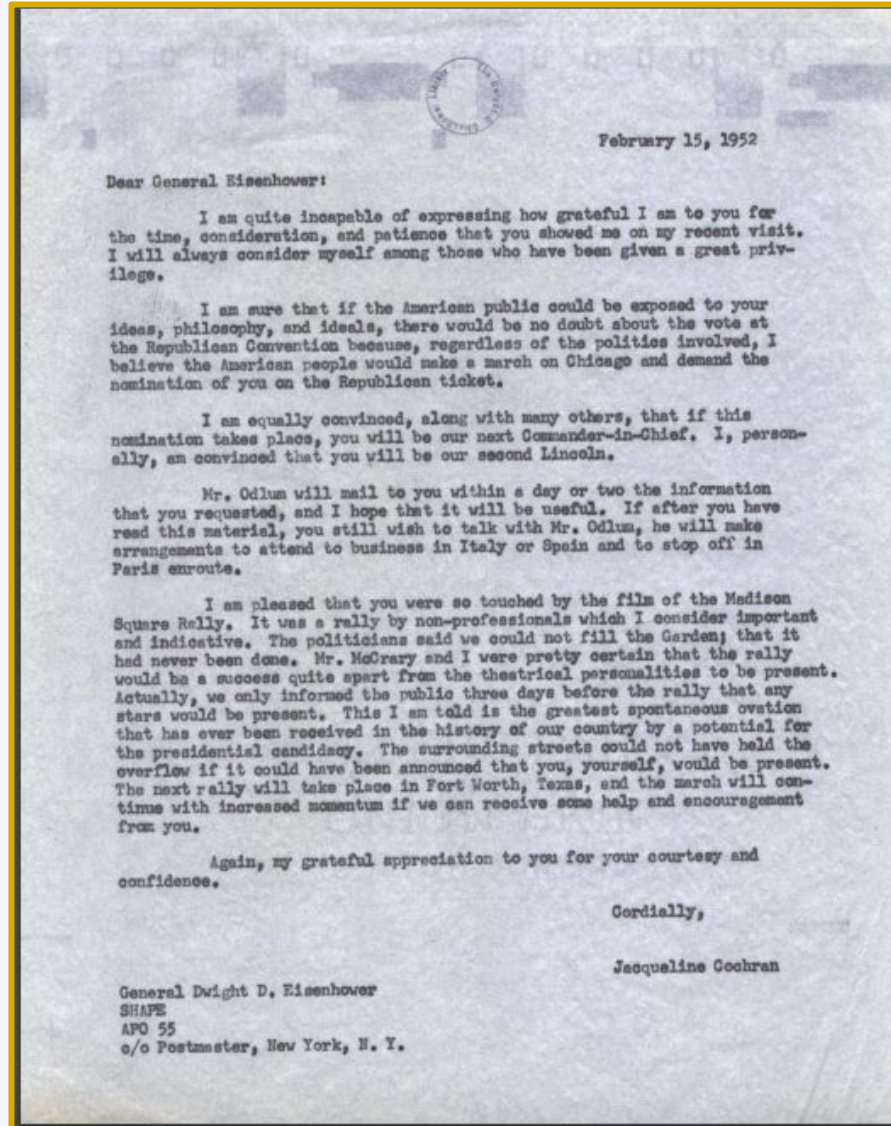 February 15, 1952
Dear General Eisenhower:
I am quite incapable of expressing how grateful I am to you for
the time, consideration, and patience that you showed me on my recent visit.
I will always consider myself among those who have been given a great priv-
ilege.
I am sure that if the American public could be exposed to your
ideas, philosophy, and ideals, there would be no doubt about the vote at
the Republican Convention because, regardless of the politics involved, I
believe the American people would make a march on Chicago and demand the
nomination of you on the Republican ticket.
I am equally convinced, along with many others, that if this
nomination takes place, you will be our next Commander-in-Chief. I, person-
ally, am convinced that you will be our second Lincoln.
Mr. Odlum will mail to you within a day or two the information
that you requested, and I hope that it will be useful. If after you have
read this material, you still wish to talk with Mr. Odlum, he will make
arrangements to attend to business in Italy or Spain and to stop off in
Paris enroute.
I am pleased that you were so touched by the film of the Madison
Square Rally. It was a rally by non-professionals which I consider important
and indicative. The politicians said we could not fill the Garden; that it
had never been done. Mr. McCrary and I were pretty certain that the rally
would be a success quite apart from the theatrical personalities to be present.
Actually, we only informed the public three days before the rally that any
stars would be present. This I am told is the greatest spontaneous ovation
that has ever been received in the history of our country by a potential for
the presidential candidacy. The surrounding streets could not have held the
overflow if it could have been announced that you, yourself, would be present.
The next rally will take place in Fort Worth, Texas, and the march will con-
tinue with increased momentum if we can receive some help and encouragement
from you.
Again, my grateful appreciation to you for your courtesy and
confidence.
Cordially,
Jacqueline Cochran
General Dwight D. Eisenhower
SHAPE
APO 55
c/o Postmaster, New York, N. Y.